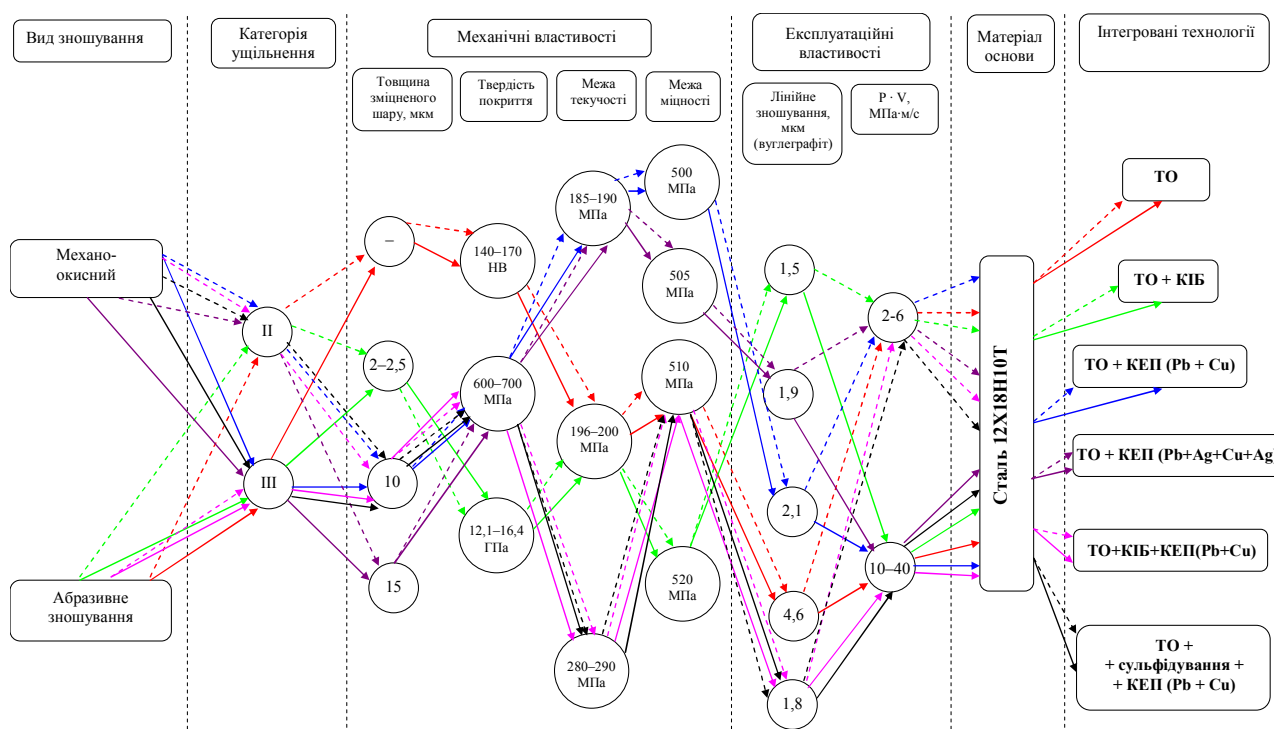 Вид зношування
Категорія
ущільнення
Механічні властивості
Експлуатаційні
властивості
Матеріал
основи
Інтегровані технології
Товщина
зміцненого
шару, мкм
Твердість
покриття
Межа
текучості
Межа
міцності
Лінійне
зношування,
мкм
(вуглеграфіт)
P · V,
МПа·м/с
Механо-
окисний
Абразивне
зношування
II
III
–
2–2,5
10
15
140–170
НВ
600–700
МПа
12,1–16,4
ГПа
185–190
МПа
196–200
МПа
280–290
МПа
500
МПа
505
МПа
510
МПа
520
МПа
1,5
1,9
2,1
4,6
1,8
2-6
10–40
Сталь 12Х18Н10Т
ТО
ТО + КІБ
ТО + КЕП (Pb + Cu)
ТО + КЕП (Pb+Ag+Cu+Ag
ТО+КІБ+КЕП(Pb+Cu)
ТО +
+ сульфідування +
+ КЕП (Pb + Cu)